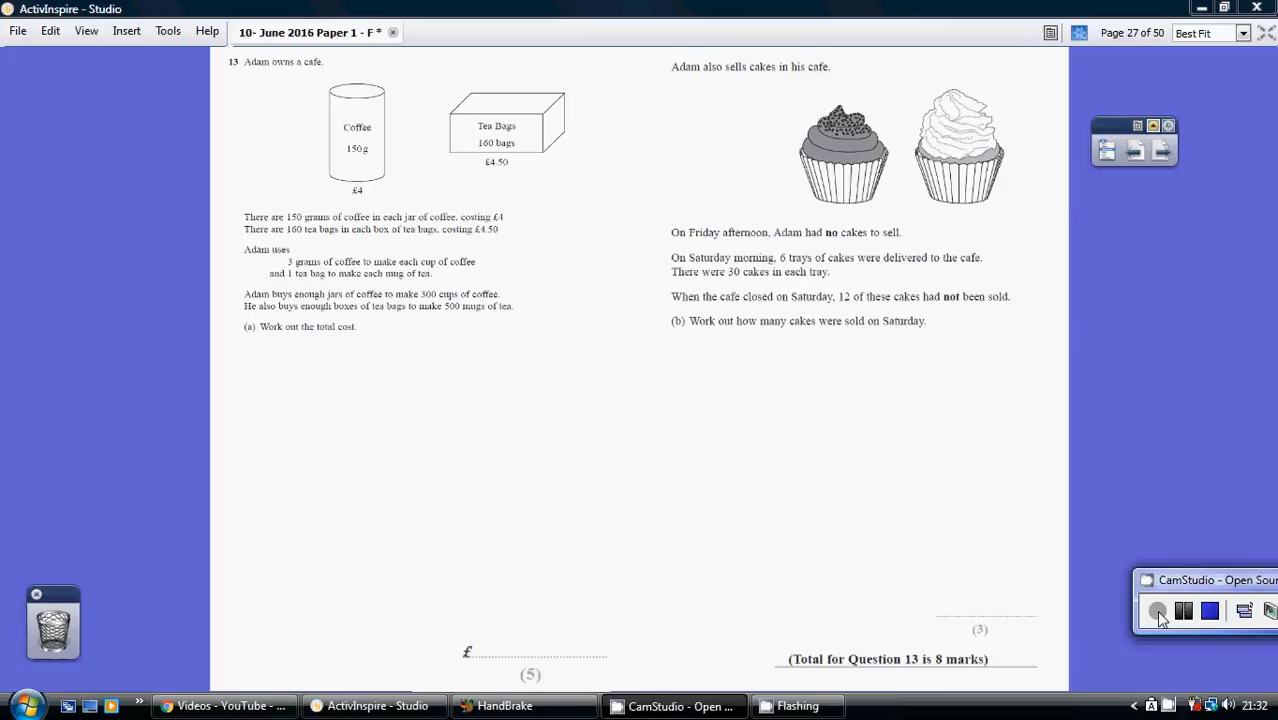 ActivInspire - Studio
File Edit View Insert Tools Help
10- June 2016 Paper 1 - F *
Page 27 of 50
Best Fit
13 Adam owns a cafe.
Coffee
150g
£4
Tea Bags
160 bags
£4.50
There are 150 grams of coffee in each jar of coffee, costing £4
There are 160 tea bags in each box of tea bags, costing £4.50
Adam uses
3 grams of coffee to make each cup of coffee
and 1 tea bag to make each mug of tea.
Adam buys enough jars of coffee to make 300 cups of coffee.
He also buys enough boxes of tea bags to make 500 mugs of tea.
(a) Work out the total cost.
£
(5)
Adam also sells cakes in his cafe.
On Friday afternoon, Adam had no cakes to sell.
On Saturday morning, 6 trays of cakes were delivered to the cafe.
There were 30 cakes in each tray.
When the cafe closed on Saturday, 12 of these cakes had not been sold.
(b) Work out how many cakes were sold on Saturday.
(3)
(Total for Question 13 is 8 marks)
CamStudio - Open Sour
Videos - YouTube - ...
ActivInspire - Studio
HandBrake
CamStudio - Open ...
Flashing
A
21:32